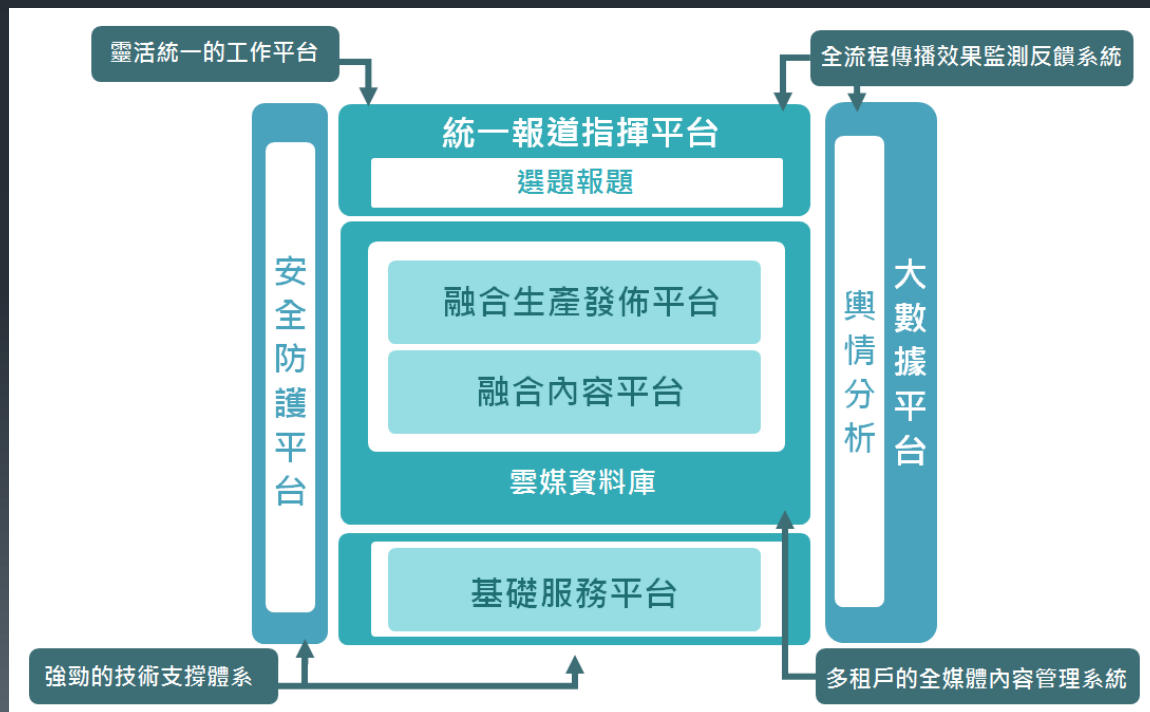 靈活統一的工作平台
全流程傳播效果監測反饋系統
統一報道指揮平台
選題報題
安全防護平台
融合生產發佈平台
融合內容平台
雲媒資料庫
輿情分析
大數據平台
基礎服務平台
強勁的技術支撐體系
多租戶的全媒體內容管理系統